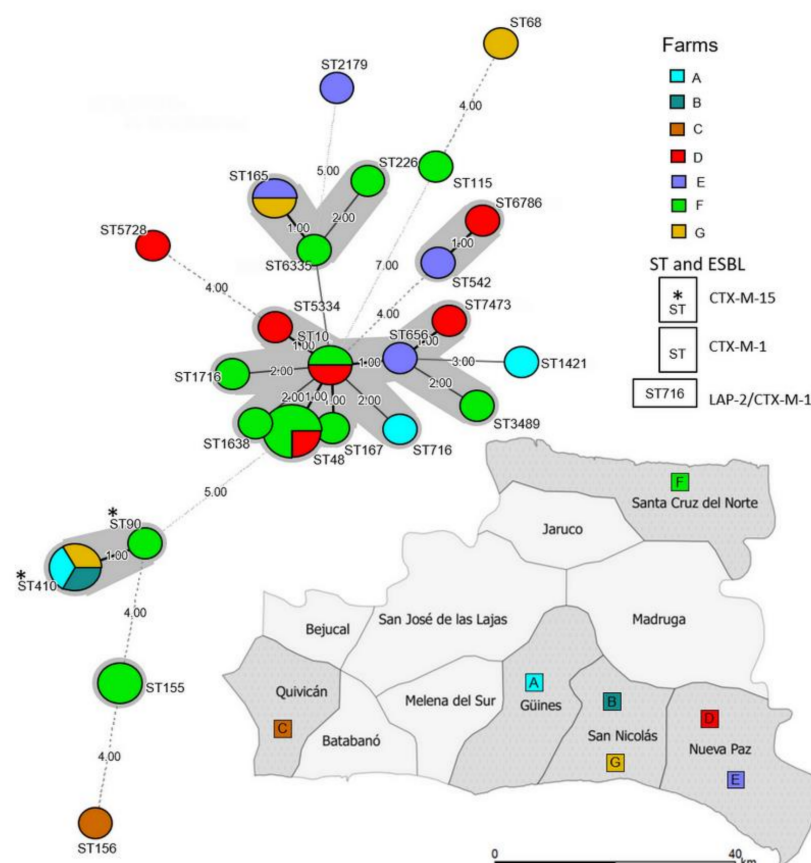 ST68
ST2179
4.00
5.00
ST226
ST165
ST115
2.00
1.00
ST6335
ST6786
1.00
ST542
ST5728
7.00
4.00
4.00
ST5334
ST7473
ST10
ST656
1.00
1.00
1.00
3.00
ST1421
ST1716
2.00
2.00
2.00
1.00
1.00
2.00
ST3489
ST1638
ST167
ST716
ST48
5.00
*
ST90
1.00
*
ST410
4.00
ST155
4.00
ST156
Farms
A
B
C
D
E
F
G
ST and ESBL
*
ST
CTX-M-15
ST
CTX-M-1
ST716
LAP-2/CTX-M-1
F
Santa Cruz del Norte
Jaruco
San José de las Lajas
Madruga
Bejucal
Quivicán
C
Batabanó
Melena del Sur
A
Güines
B
San Nicolás
G
D
Nueva Paz
E
0
40
km